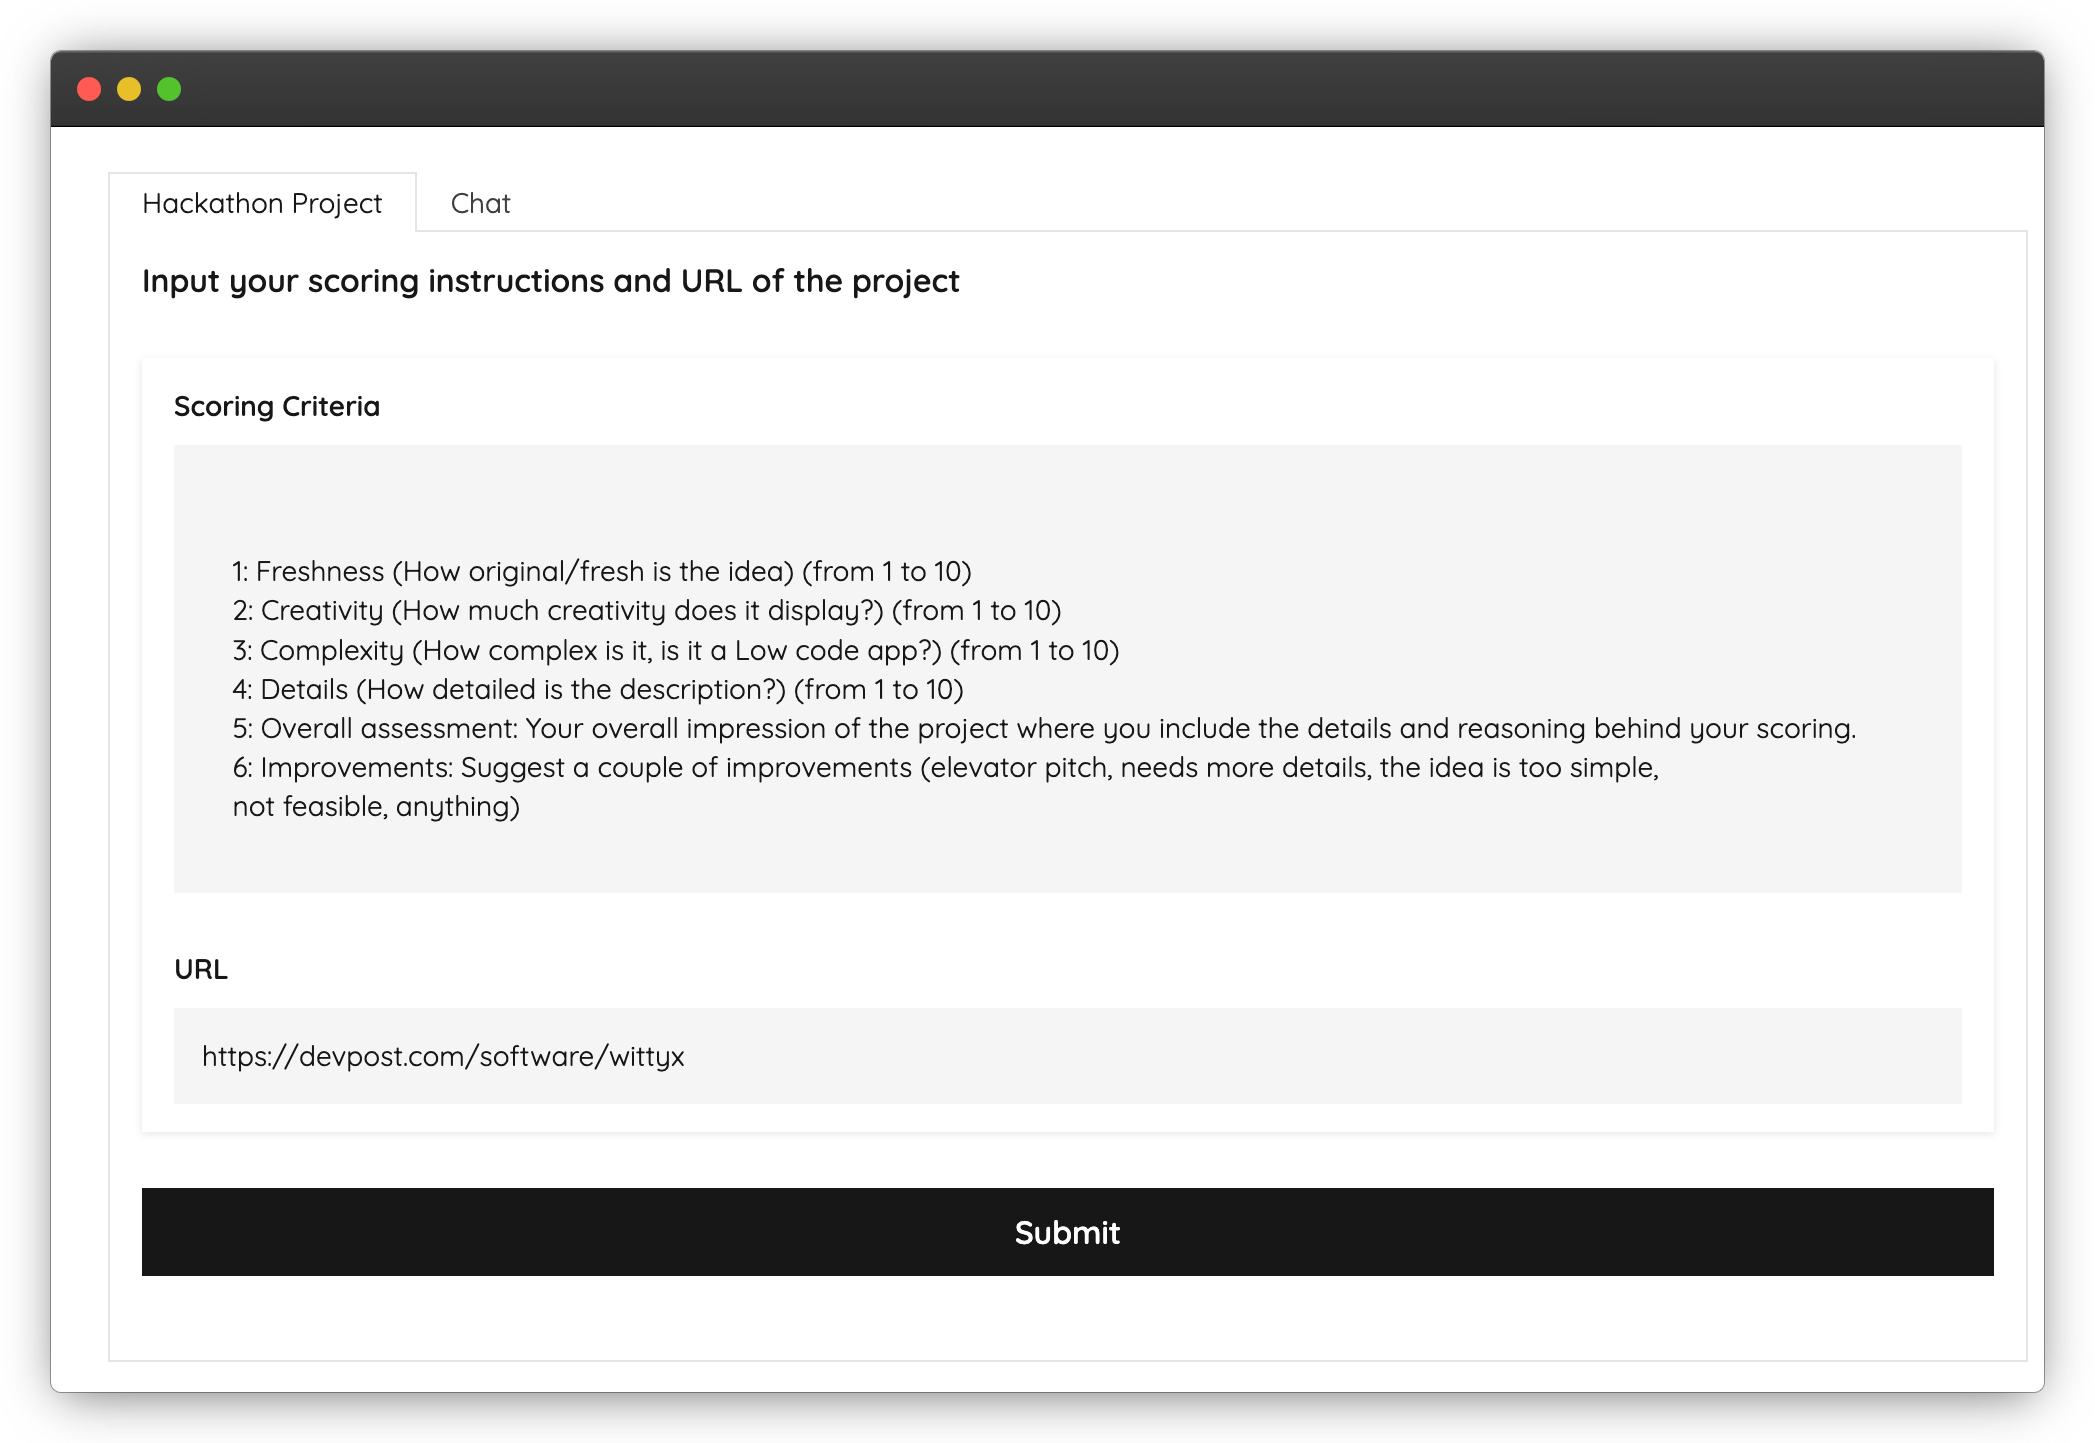 Hackathon Project
Chat
Input your scoring instructions and URL of the project
Scoring Criteria
1: Freshness (How original/fresh is the idea) (from 1 to 10)
2: Creativity (How much creativity does it display?) (from 1 to 10)
3: Complexity (How complex is it, is it a Low code app?) (from 1 to 10)
4: Details (How detailed is the description?) (from 1 to 10)
5: Overall assessment: Your overall impression of the project where you include the details and reasoning behind your scoring.
6: Improvements: Suggest a couple of improvements (elevator pitch, needs more details, the idea is too simple,
not feasible, anything)
URL
https://devpost.com/software/wittyx
Submit